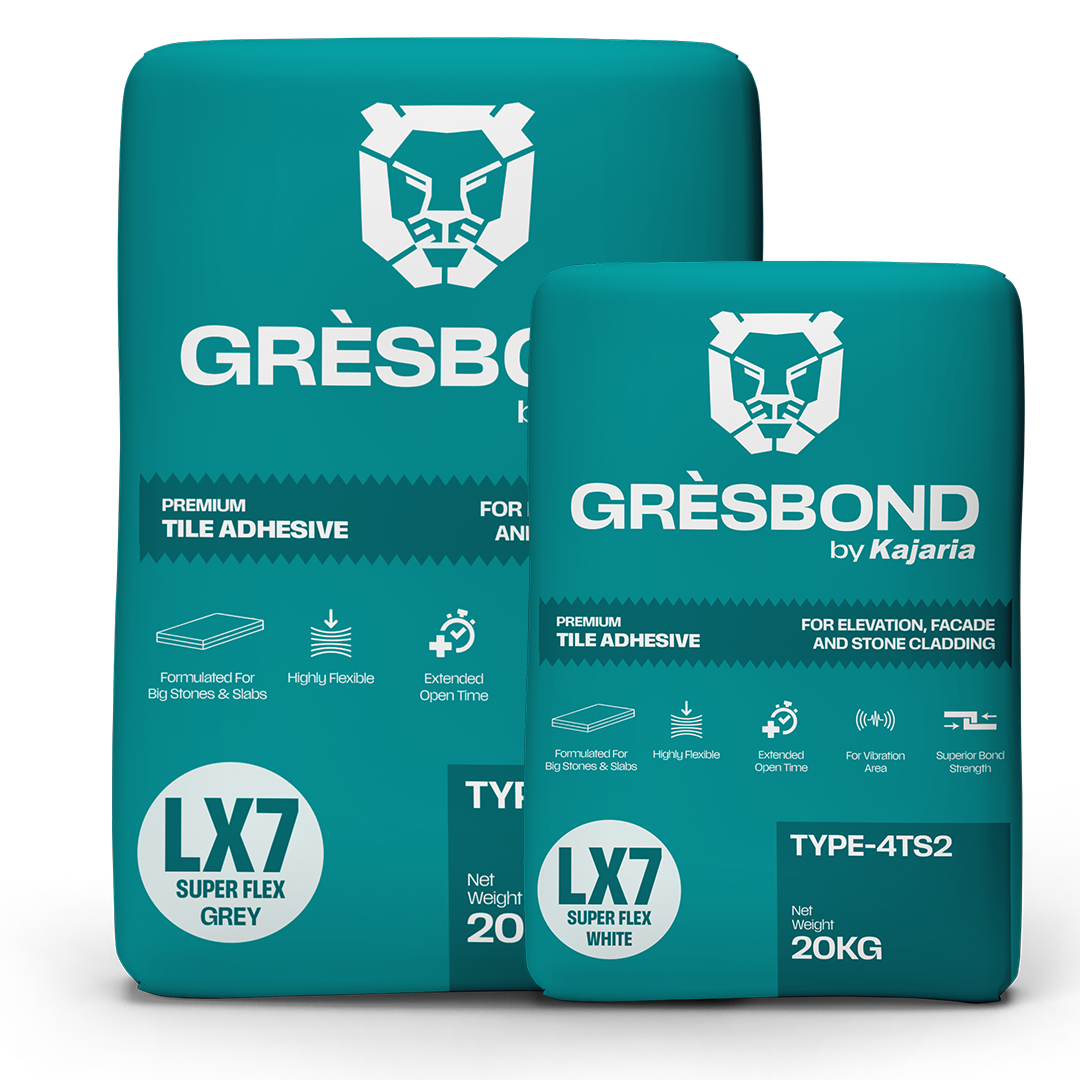 GRÈSBO
b
PREMIUM
TILE ADHESIVE
FOR
AN
Formulated For
Big Stones & Slabs
Highly Flexible
Extended
Open Time
LX7
SUPER FLEX
GREY
TYP
Net
Weight
20
GRÈSBOND
by Kajaria
PREMIUM
TILE ADHESIVE
FOR ELEVATION, FACADE
AND STONE CLADDING
Formulated For
Big Stones & Slabs
Highly Flexible
Extended
Open Time
For Vibration
Area
Superior Bond
Strength
LX7
SUPER FLEX
WHITE
TYPE-4TS2
Net
Weight
20KG